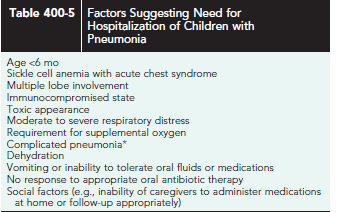 Table 400-5 Factors Suggesting Need for
Hospitalization of Children with
Pneumonia
Age <6 mo
Sickle cell anemia with acute chest syndrome
Multiple lobe involvement
Immunocompromised state
Toxic appearance
Moderate to severe respiratory distress
Requirement for supplemental oxygen
Complicated pneumonia*
Dehydration
Vomiting or inability to tolerate oral fluids or medications
No response to appropriate oral antibiotic therapy
Social factors (e.g., inability of caregivers to administer medications
at home or follow-up appropriately)